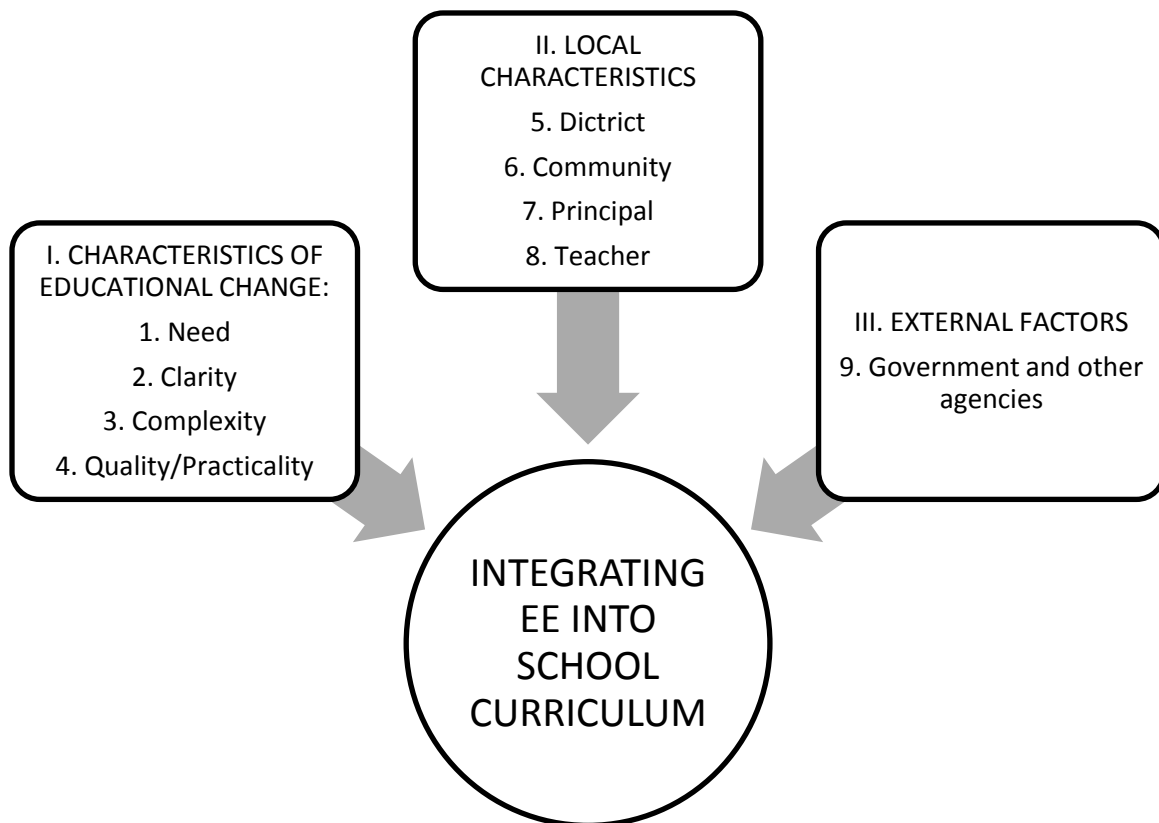 I. CHARACTERISTICS OF
EDUCATIONAL CHANGE:
1. Need
2. Clarity
3. Complexity
4. Quality/Practicality
II. LOCAL
CHARACTERISTICS
5. Dictrict
6. Community
7. Principal
8. Teacher
III. EXTERNAL FACTORS
9. Government and other
agencies
INTEGRATING
EE INTO
SCHOOL
CURRICULUM